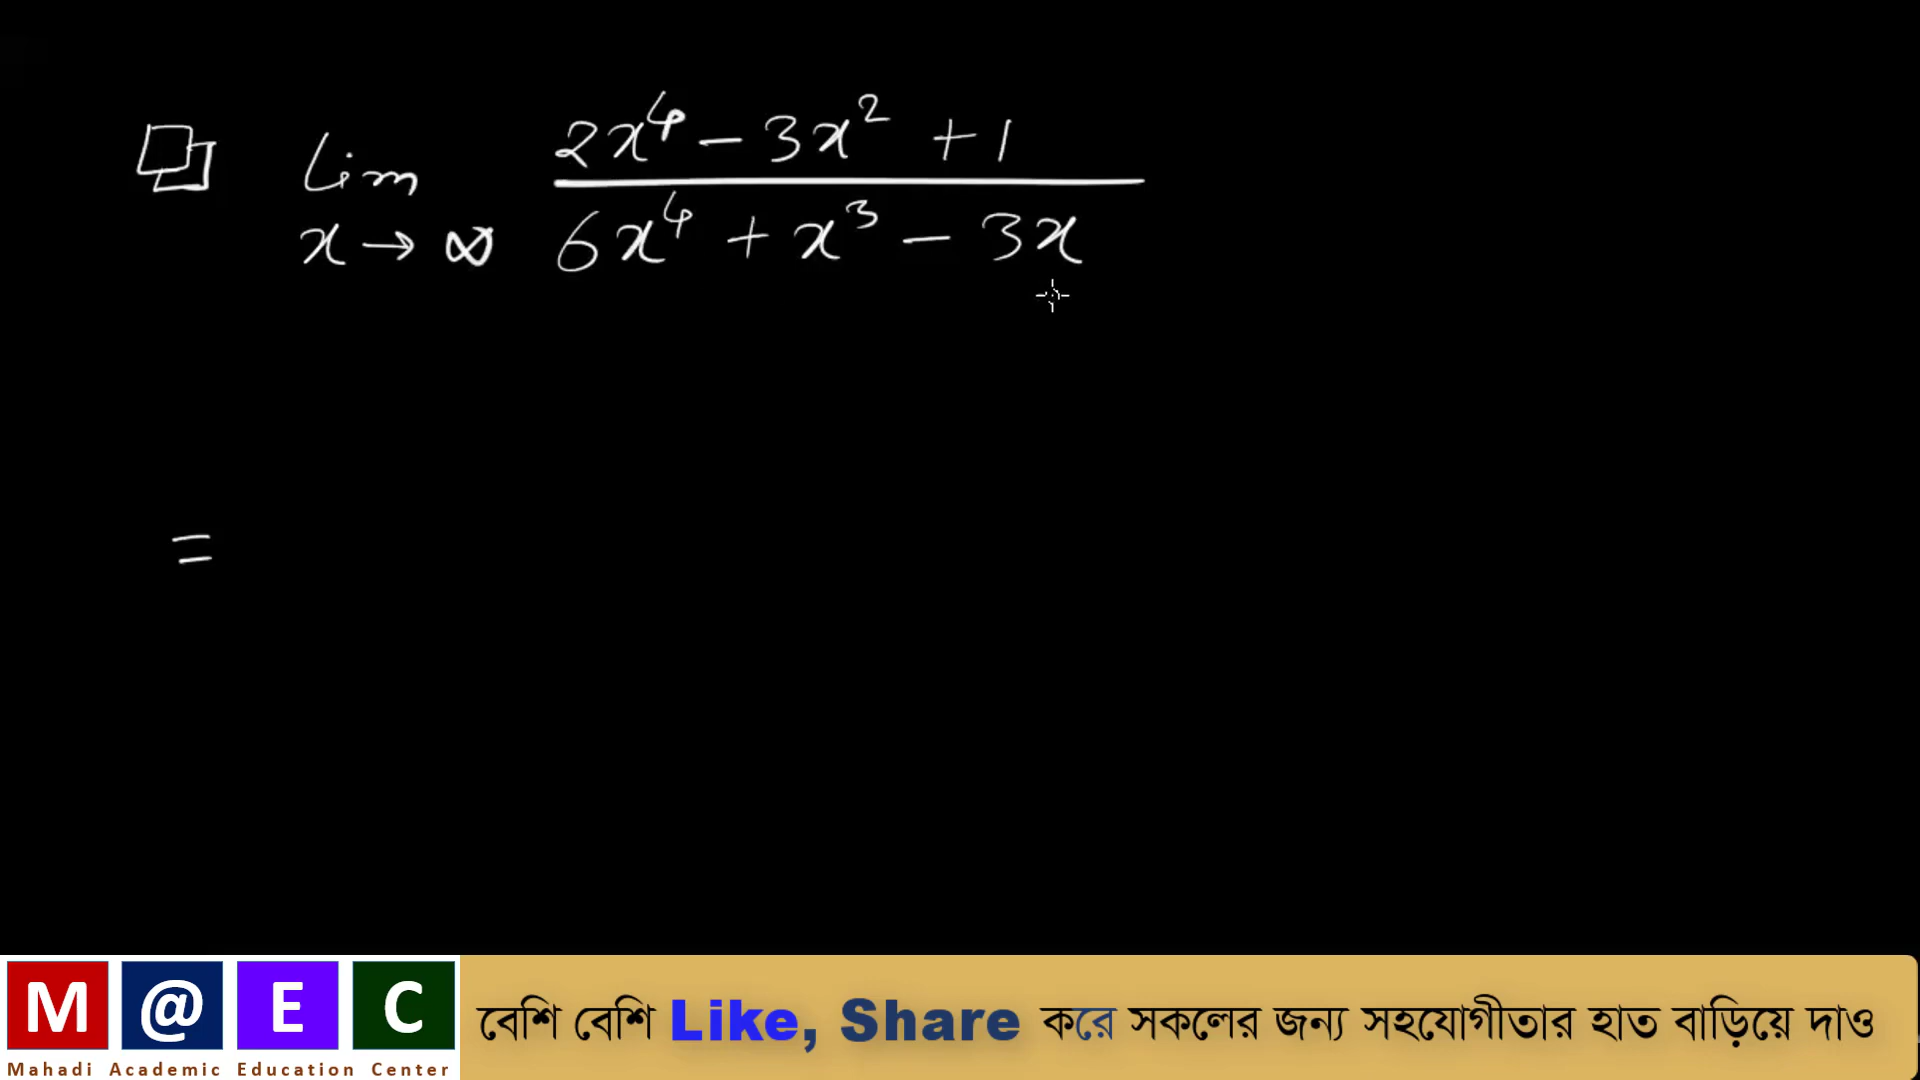 lim x→∞ (2x⁴ - 3x² + 1) / (6x⁴ + x³ - 3x)
=
M @ E C
Mahadi Academic Education Center
বেশি বেশি Like, Share করে সকলের জন্য সহযোগীতার হাত বাড়িয়ে দাও